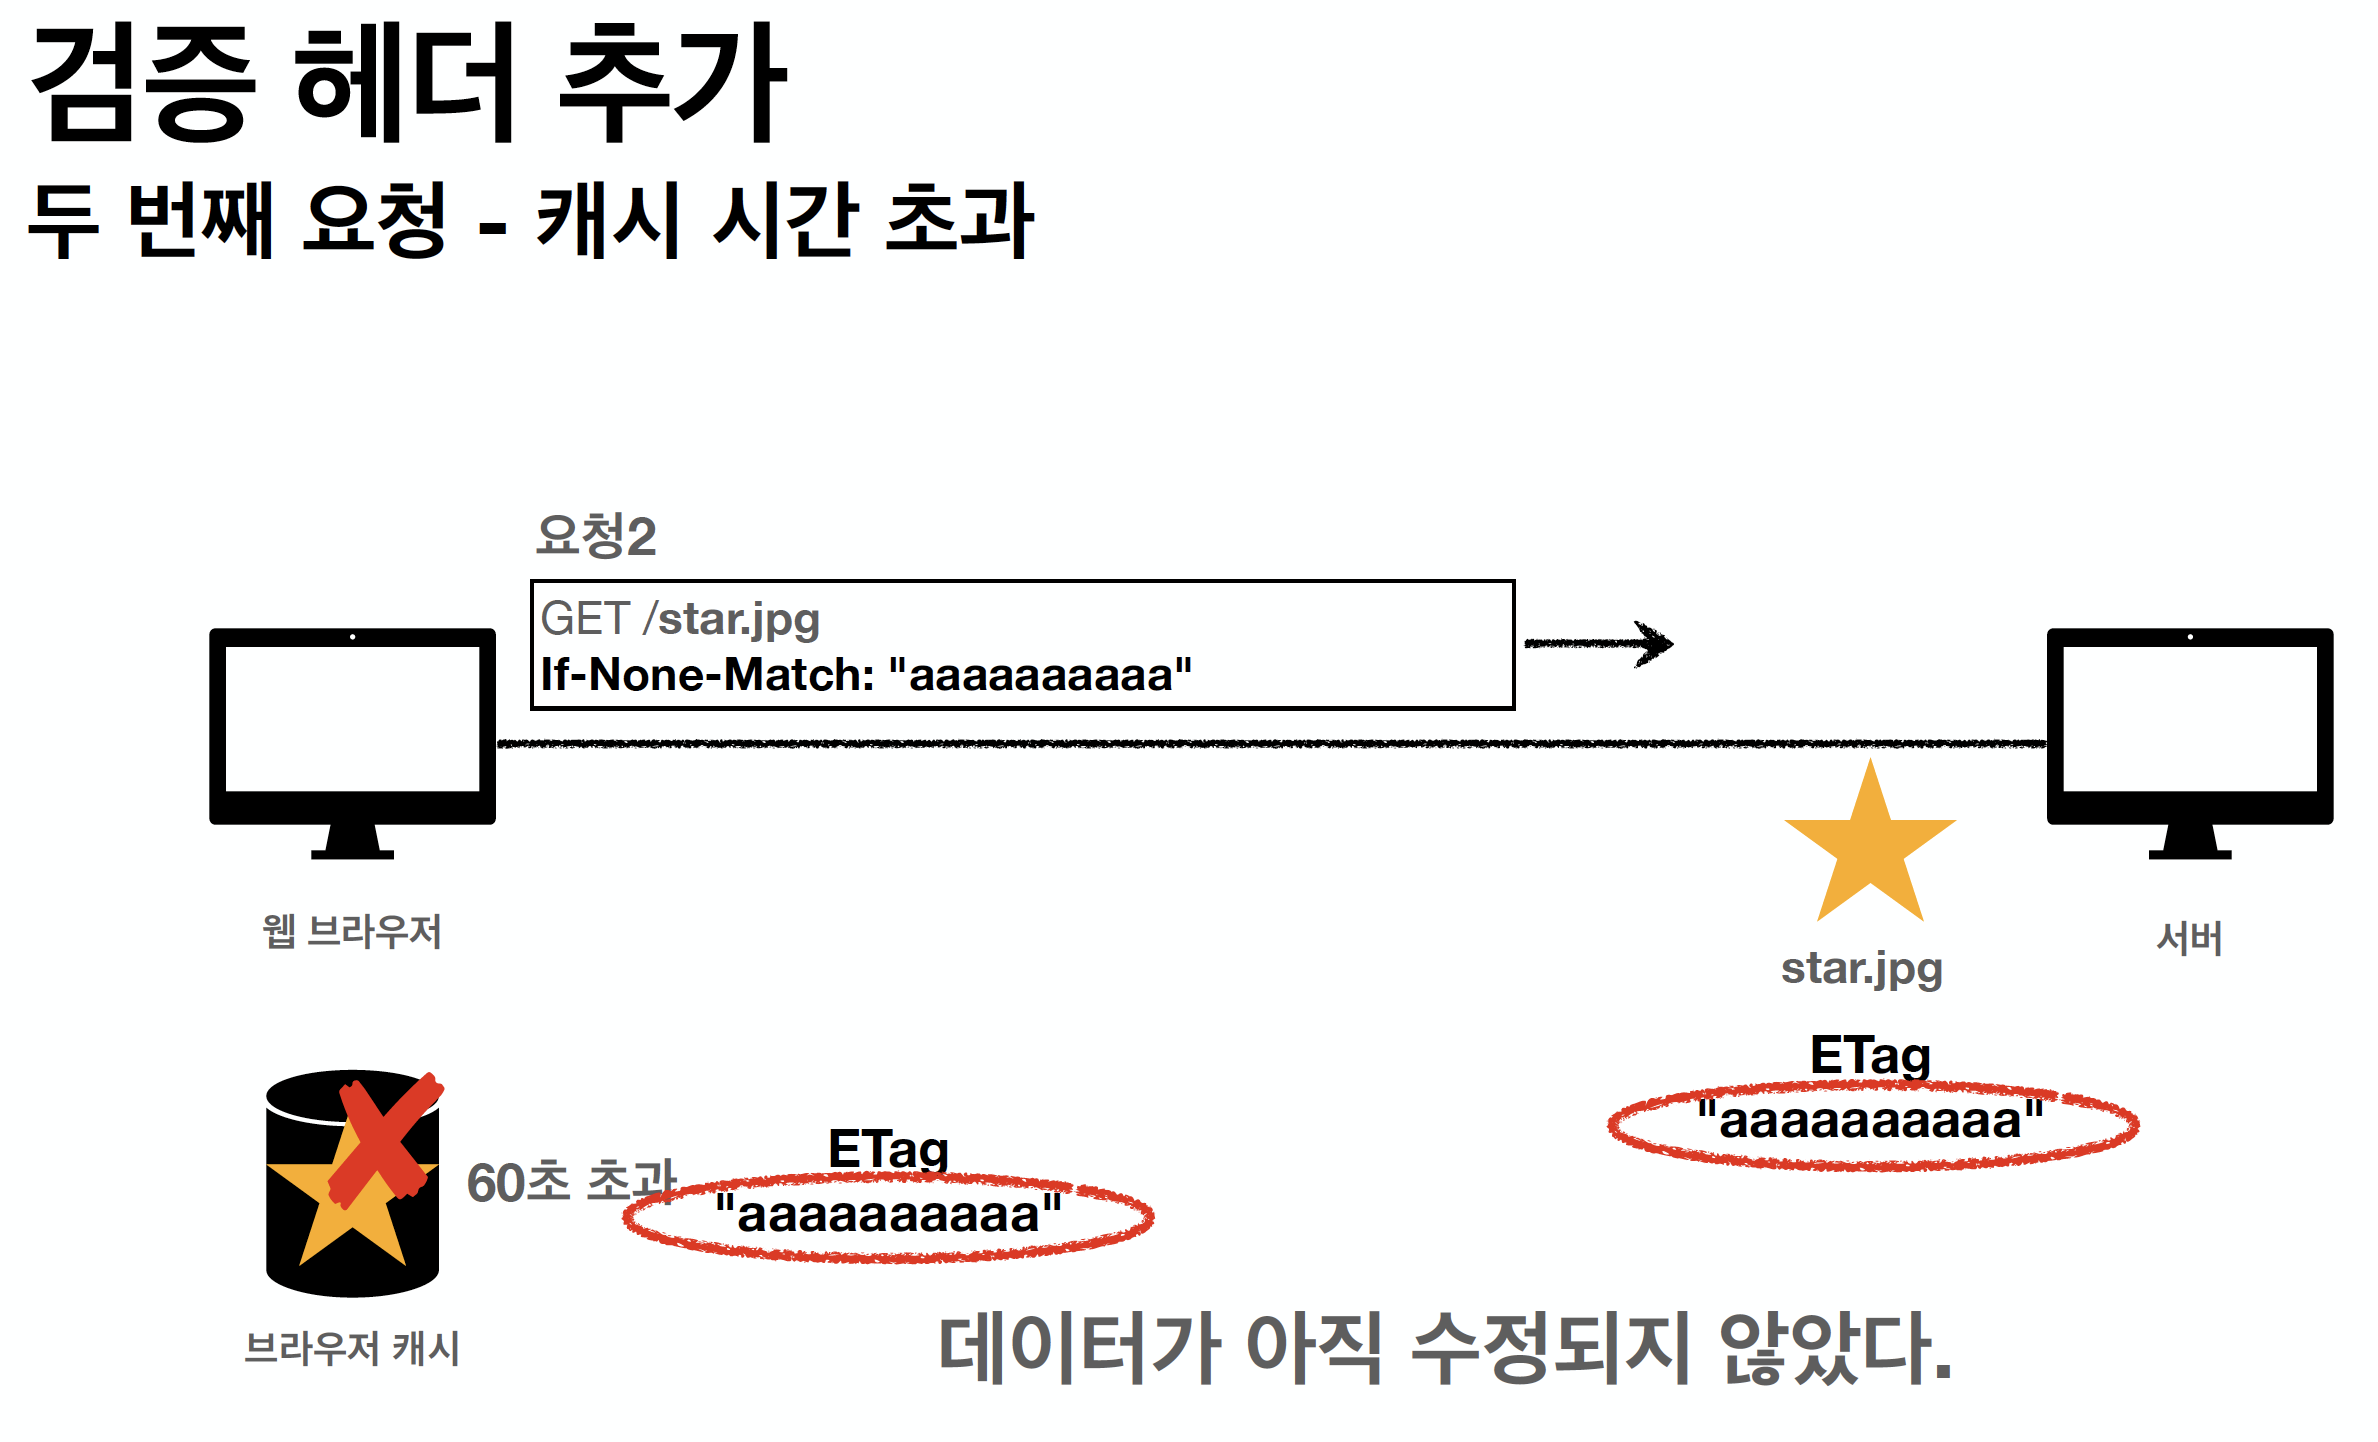 검증 헤더 추가
두 번째 요청 - 캐시 시간 초과
요청2
GET /star.jpg
If-None-Match: "aaaaaaaaaa"
웹 브라우저
서버
star.jpg
ETag
"aaaaaaaaaa"
60초 초과
ETag
"aaaaaaaaaa"
브라우저 캐시
데이터가 아직 수정되지 않았다.